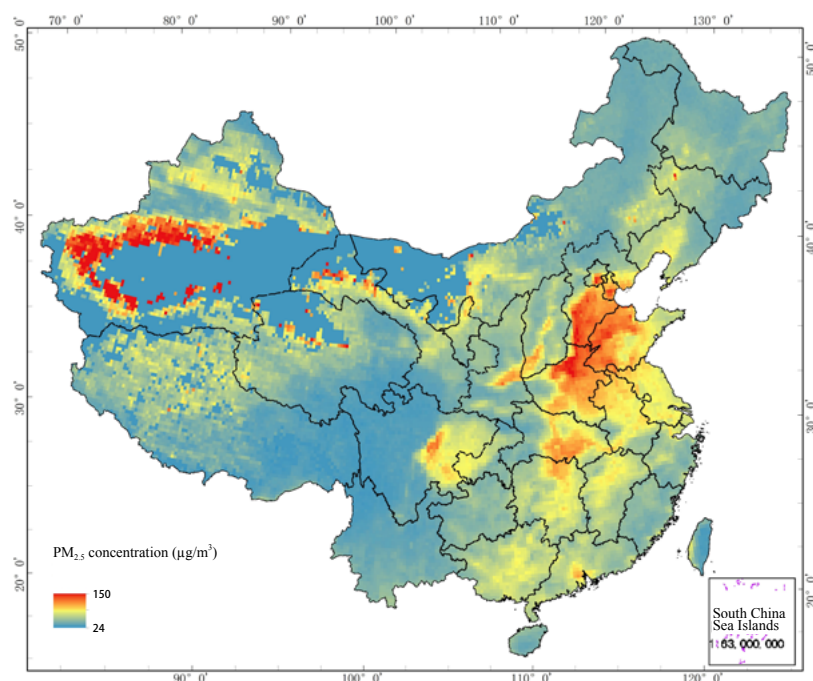 70° 0' 80° 0' 90° 0' 100° 0' 110° 0' 120° 0' 130° 0'
50° 0' 50° 0'
40° 0' 40° 0'
30° 0' 30° 0'
20° 0' 20° 0'
PM2.5 concentration (µg/m³)
150
24
South China
Sea Islands
000, 000
90° 0' 100° 0' 110° 0' 120° 0'